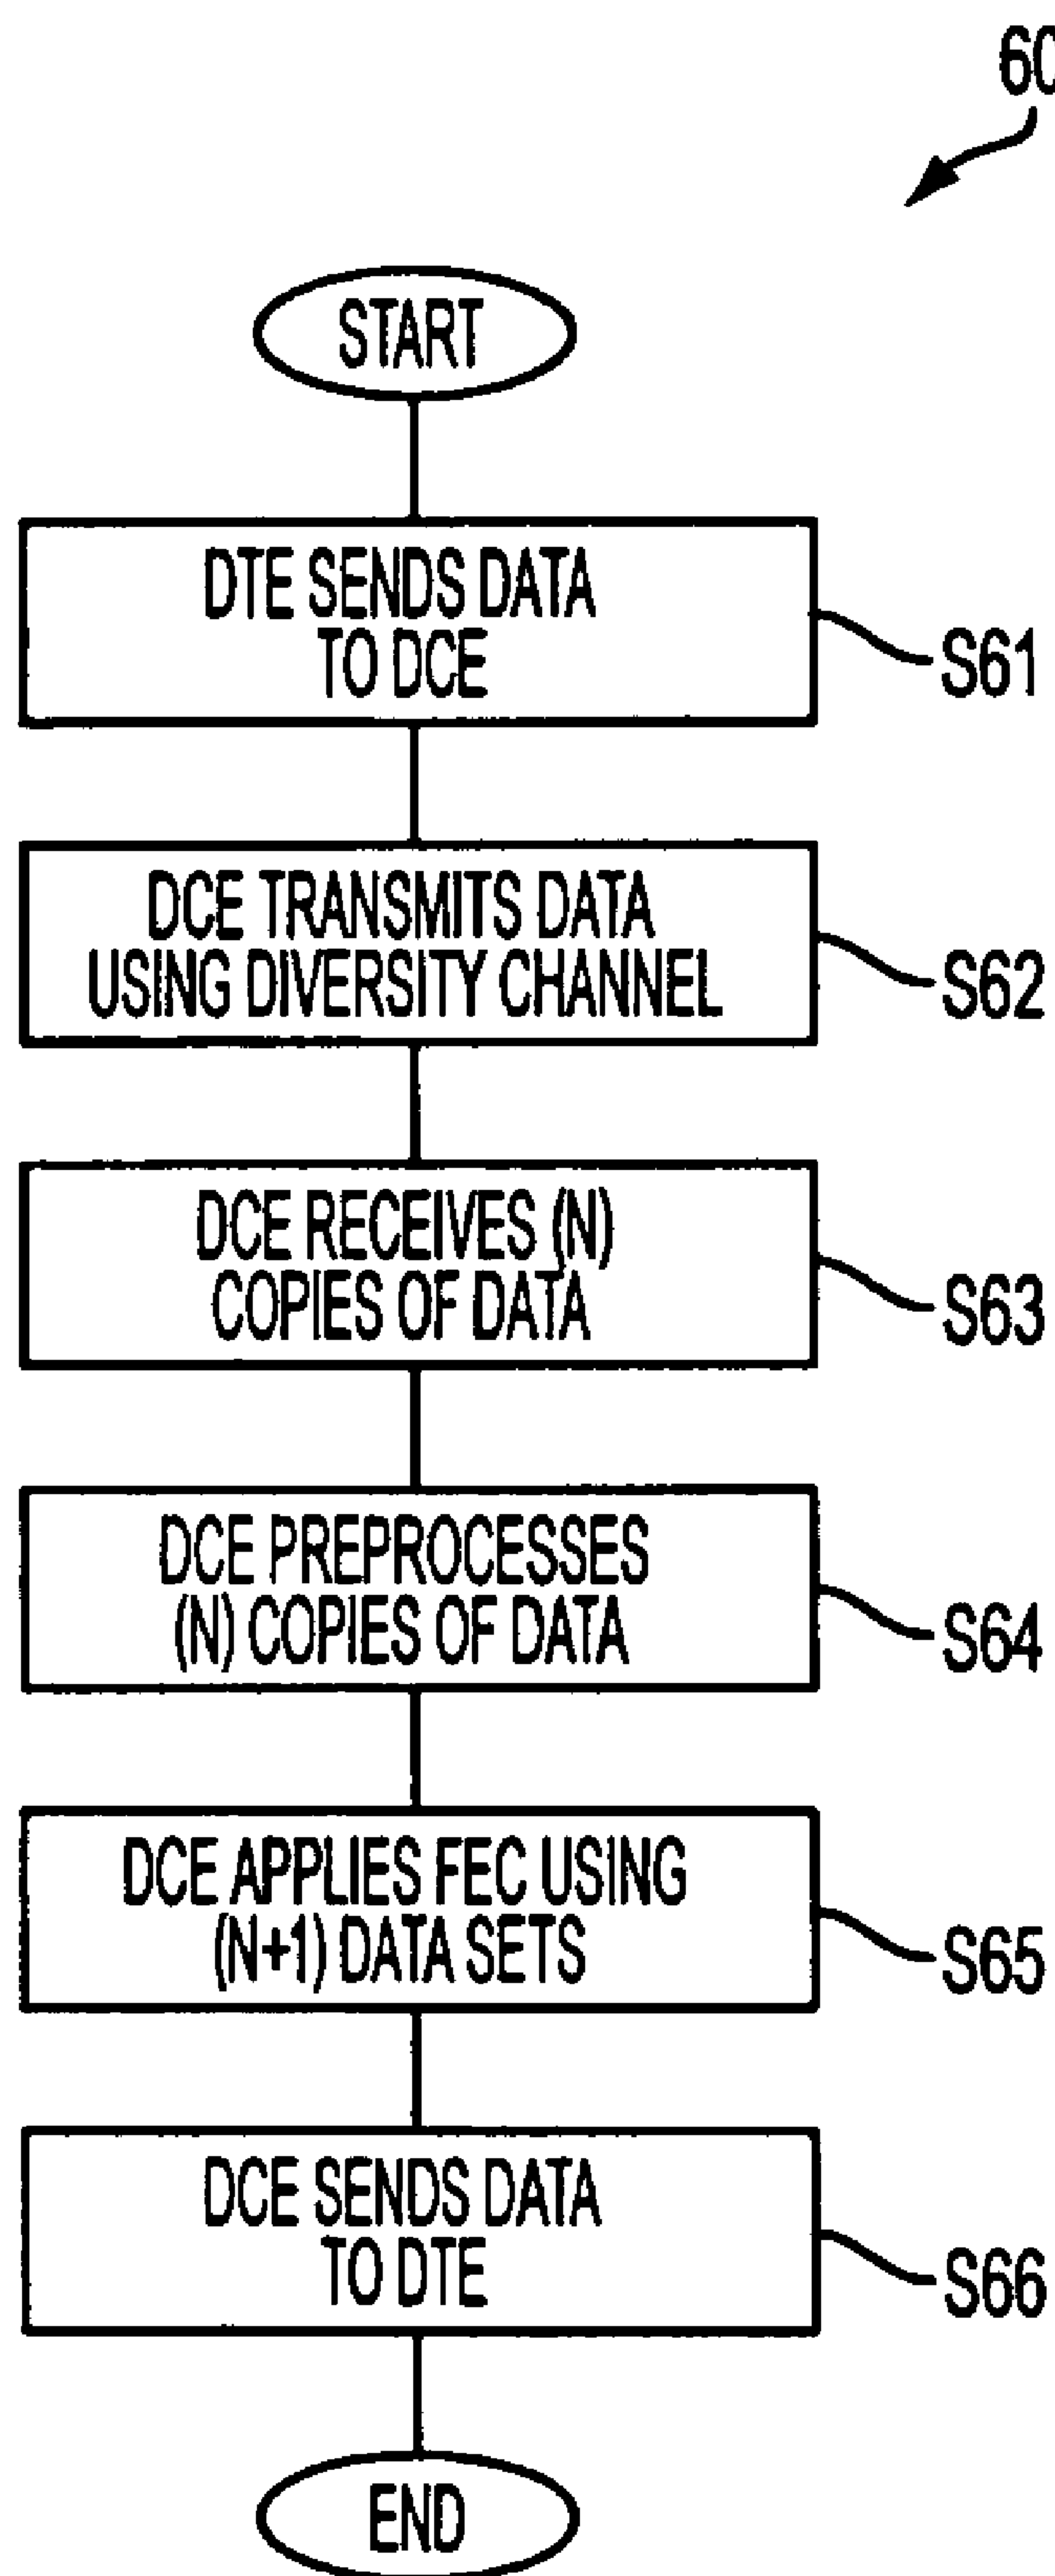 60
START
DTE SENDS DATA
TO DCE
S61
DCE TRANSMITS DATA
USING DIVERSITY CHANNEL
S62
DCE RECEIVES (N)
COPIES OF DATA
S63
DCE PREPROCESSES
(N) COPIES OF DATA
S64
DCE APPLIES FEC USING
(N+1) DATA SETS
S65
DCE SENDS DATA
TO DTE
S66
END